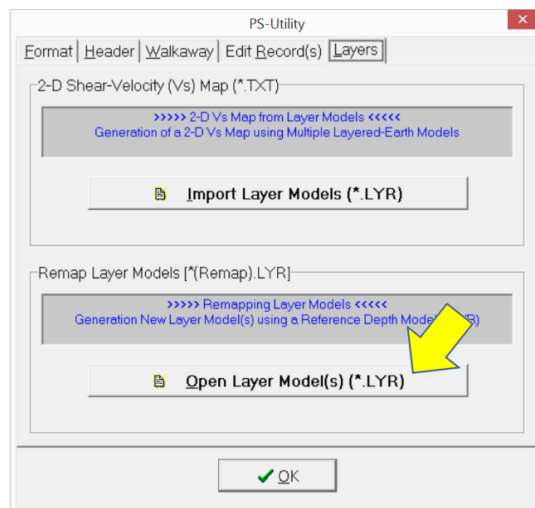 PS-Utility
Format Header Walkaway Edit Record(s) Layers
2-D Shear-Velocity (Vs) Map (*.TXT)
>>>>> 2-D Vs Map from Layer Models <<<<<
Generation of a 2-D Vs Map using Multiple Layered-Earth Models
Import Layer Models (*.LYR)
Remap Layer Models [*(Remap).LYR]
>>>>> Remapping Layer Models <<<<<
Generation New Layer Model(s) using a Reference Depth Model
Open Layer Model(s) (*.LYR)
OK